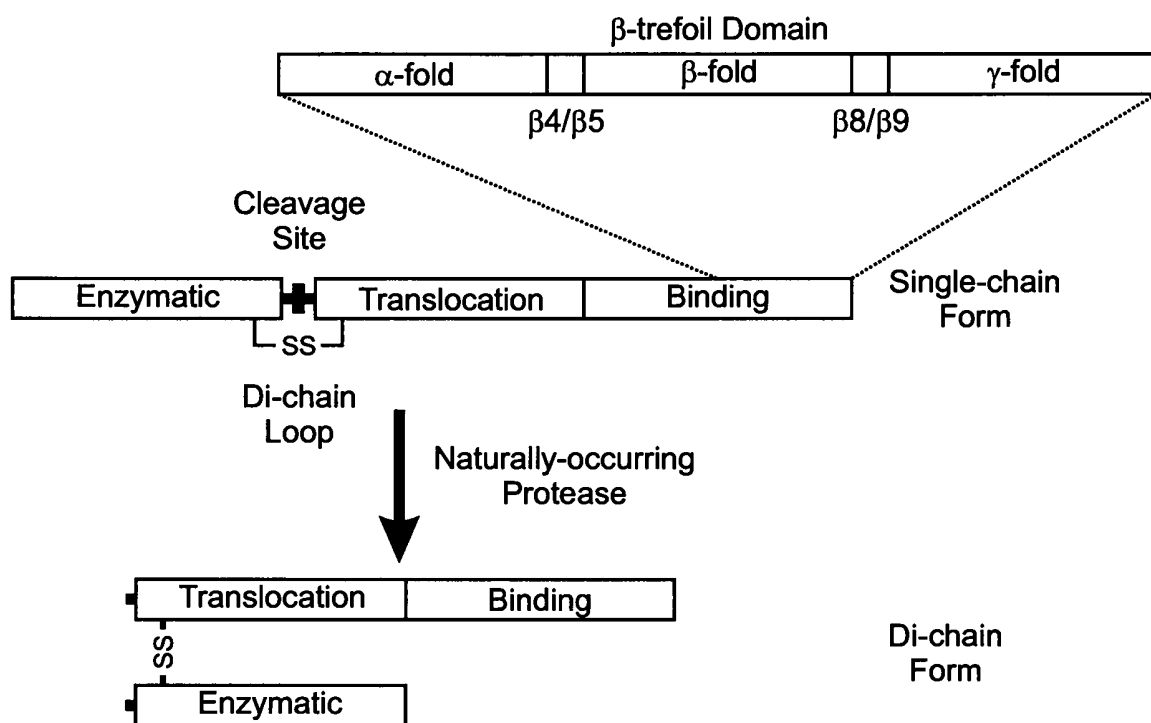 β-trefoil Domain
α-fold
β-fold
γ-fold
β4/β5
β8/β9
Cleavage
Site
Enzymatic
Translocation
Binding
Single-chain
Form
SS
Di-chain
Loop
Naturally-occurring
Protease
Translocation
Binding
SS
Di-chain
Form
Enzymatic